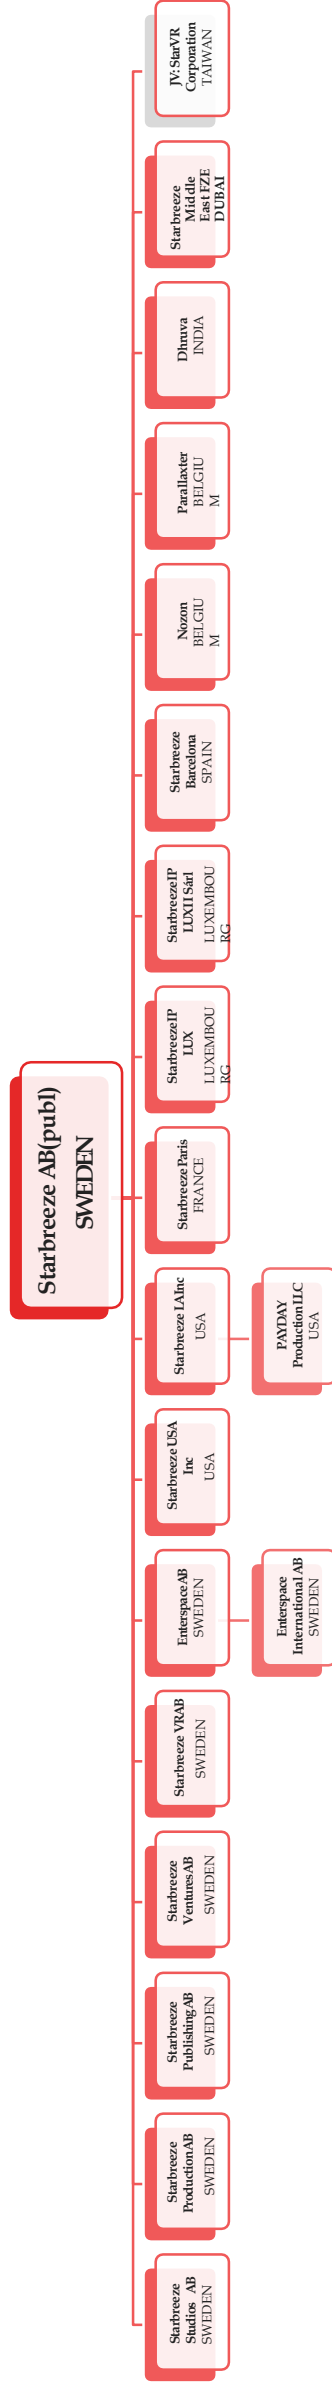 Starbreeze AB(publ)
SWEDEN
Starbreeze
Studios AB
SWEDEN
Starbreeze
Production AB
SWEDEN
Starbreeze
Publishing AB
SWEDEN
Starbreeze
Ventures AB
SWEDEN
Starbreeze VR AB
SWEDEN
Enterspace AB
SWEDEN
Enterspace
International AB
SWEDEN
Starbreeze USA
Inc
USA
Starbreeze LA Inc
USA
PAYDAY
Production LLC
USA
Starbreeze Paris
FRANCE
Starbreeze IP
LUX
LUXEMBOU
RG
Starbreeze IP
LUX II Sárl
LUXEMBOU
RG
Starbreeze
Barcelona
SPAIN
Nozon
BELGIU
M
Parallaxter
BELGIU
M
Dhruva
INDIA
Starbreeze
Middle
East FZE
DUBAI
JV: StarVR
Corporation
TAIWAN